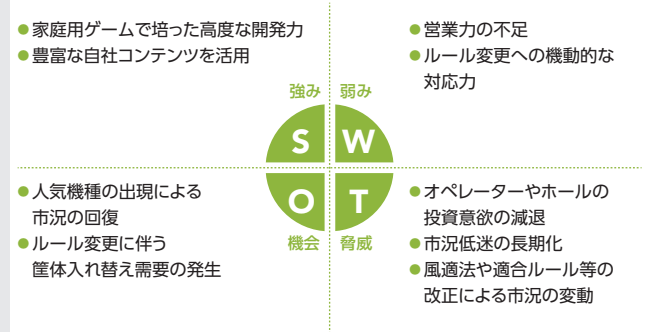 ●家庭用ゲームで培った高度な開発力
●豊富な自社コンテンツを活用
●営業力の不足
●ルール変更への機動的な
対応力
強み
弱み
S
W
O
T
機会
脅威
●人気機種の出現による
市況の回復
●ルール変更に伴う
筐体入れ替え需要の発生
●オペレーターやホールの
投資意欲の減退
●市況低迷の長期化
●風適法や適合ルール等の
改正による市況の変動